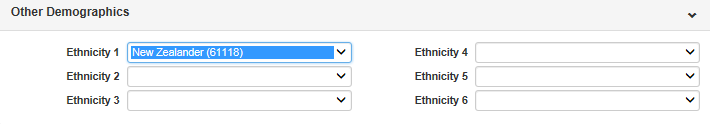 Other Demographics
Ethnicity 1 New Zealander (61118) Ethnicity 4
Ethnicity 2 Ethnicity 5
Ethnicity 3 Ethnicity 6